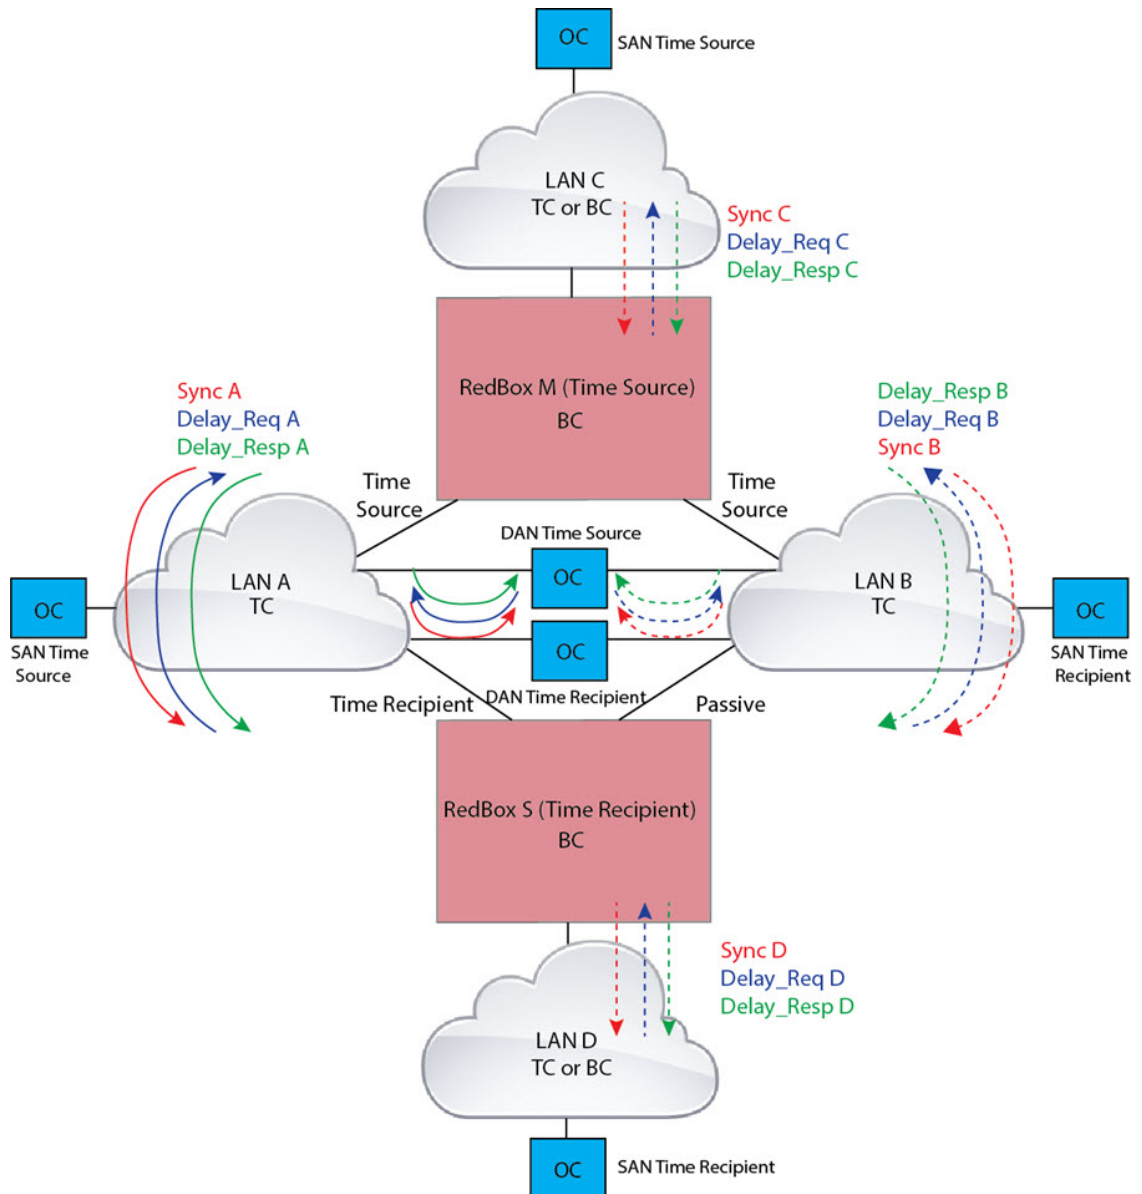 OC
SAN Time Source
LAN C
TC or BC
Sync C
Delay_Req C
Delay_Resp C
RedBox M (Time Source)
BC
Sync A
Delay_Req A
Delay_Resp A
Delay_Resp B
Delay_Req B
Sync B
Time
Source
Time
Source
DAN Time Source
OC
LAN A
TC
LAN B
TC
OC
SAN Time
Source
OC
SAN Time
Recipient
OC
DAN Time Recipient
Time Recipient
Passive
RedBox S (Time Recipient)
BC
Sync D
Delay_Req D
Delay_Resp D
LAN D
TC or BC
OC
SAN Time Recipient